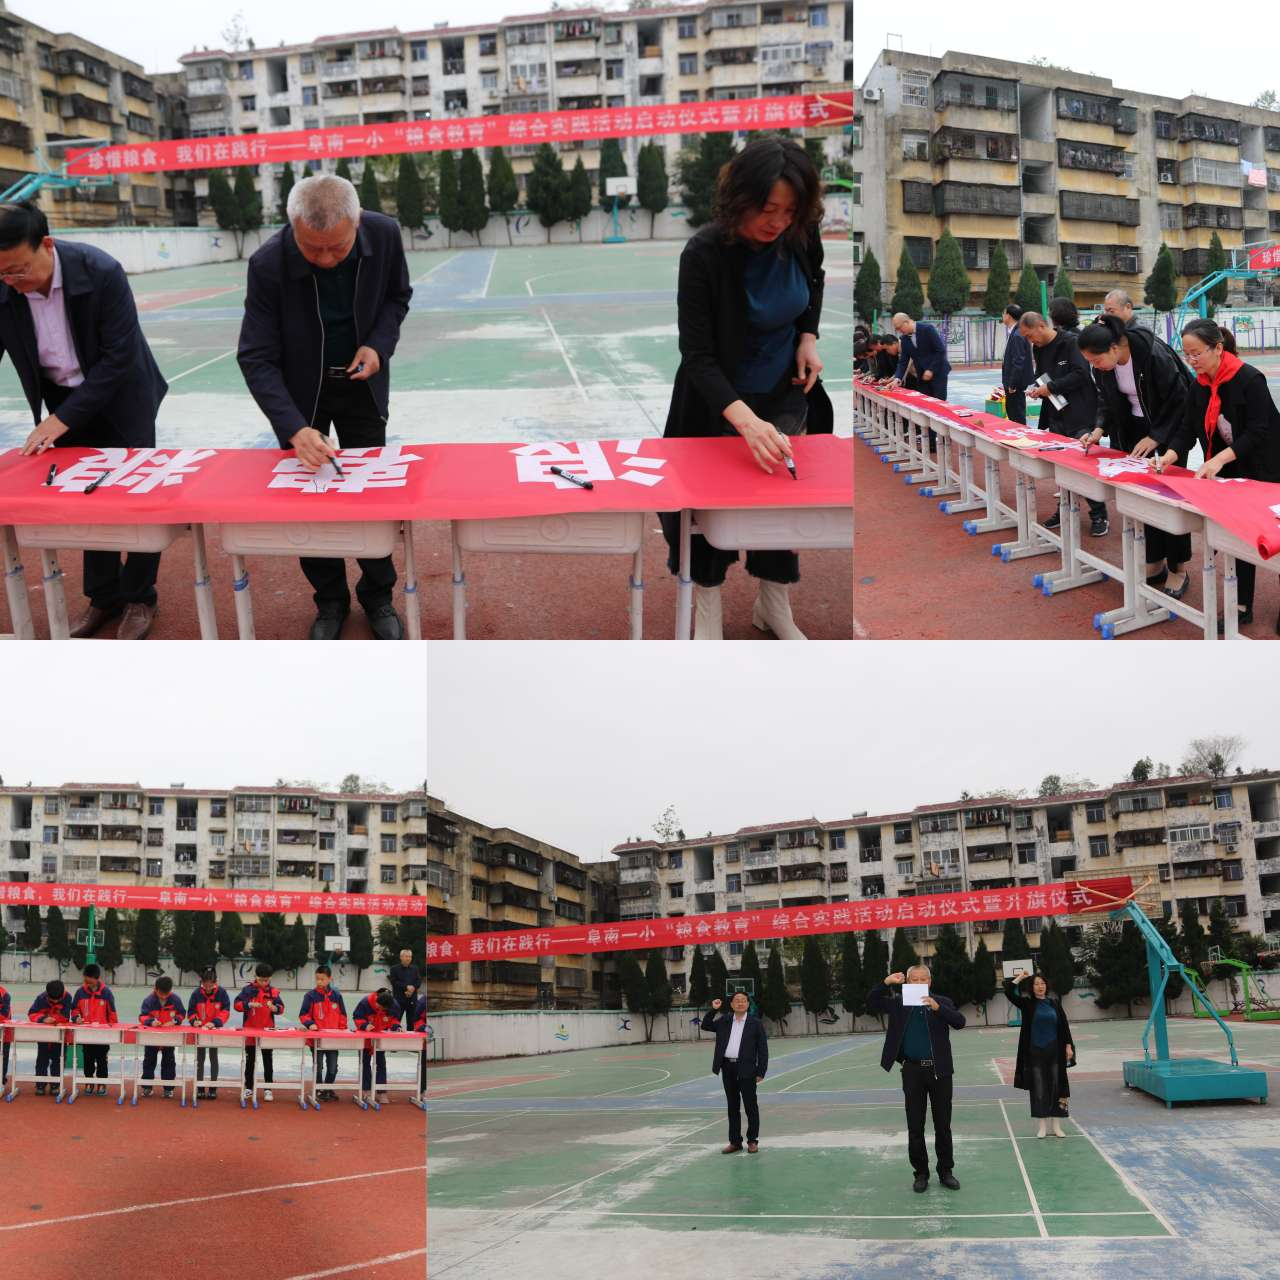 珍惜粮食，我们在践行——阜南一小“粮食教育”综合实践活动启动仪式暨升旗仪式
浪
粮
珍惜
惜粮食，我们在践行——阜南一小“粮食教育”综合实践活动启动
粮食，我们在践行——阜南一小“粮食教育”综合实践活动启动仪式暨升旗仪式